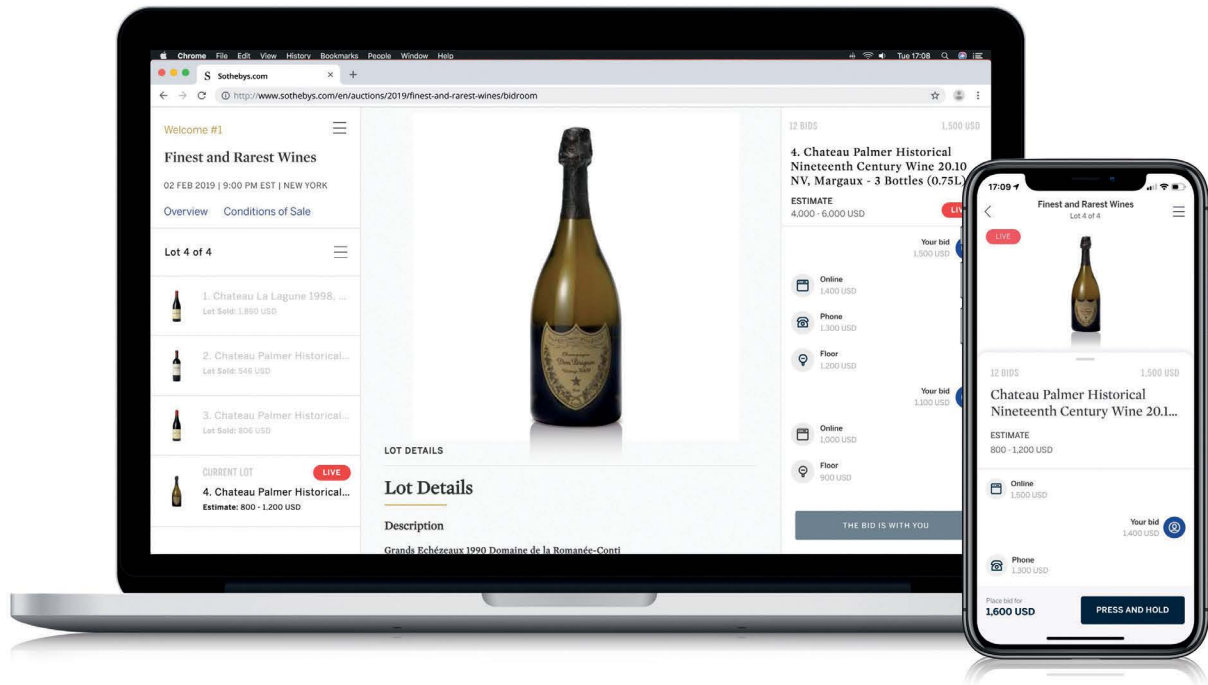 Chrome File Edit View History Bookmarks People Window Help
Tue 17:08
S Sothebys.com
http://www.sothebys.com/en/auctions/2019/finest-and-rarest-wines/bidroom
Welcome #1
Finest and Rarest Wines
02 FEB 2019 | 9:00 PM EST | NEW YORK
Overview Conditions of Sale
Lot 4 of 4
1. Chateau La Lagune 1998, ...
Lot Sold: 1,860 USD
2. Chateau Palmer Historical...
Lot Sold: 546 USD
3. Chateau Palmer Historical...
Lot Sold: 806 USD
CURRENT LOT LIVE
4. Chateau Palmer Historical...
Estimate: 800 - 1,200 USD
Champagne
Dom Pérignon
Vintage
LOT DETAILS
Lot Details
Description
Grands Echézeaux 1990 Domaine de la Romanée-Conti
12 BIDS 1,500 USD
4. Chateau Palmer Historical
Nineteenth Century Wine 20.10
NV, Margaux - 3 Bottles (0.75L)
ESTIMATE
4,000 - 6,000 USD
Your bid
1,500 USD
Online
1,400 USD
Phone
1,300 USD
Floor
1,200 USD
Your bid
1,100 USD
Online
1,000 USD
Floor
900 USD
THE BID IS WITH YOU
17:09
Finest and Rarest Wines
Lot 4 of 4
LIVE
12 BIDS 1,500 USD
Chateau Palmer Historical
Nineteenth Century Wine 20.1...
ESTIMATE
800 - 1,200 USD
Online
1,500 USD
Your bid
1,400 USD
Phone
1,300 USD
Place bid for
1,600 USD
PRESS AND HOLD